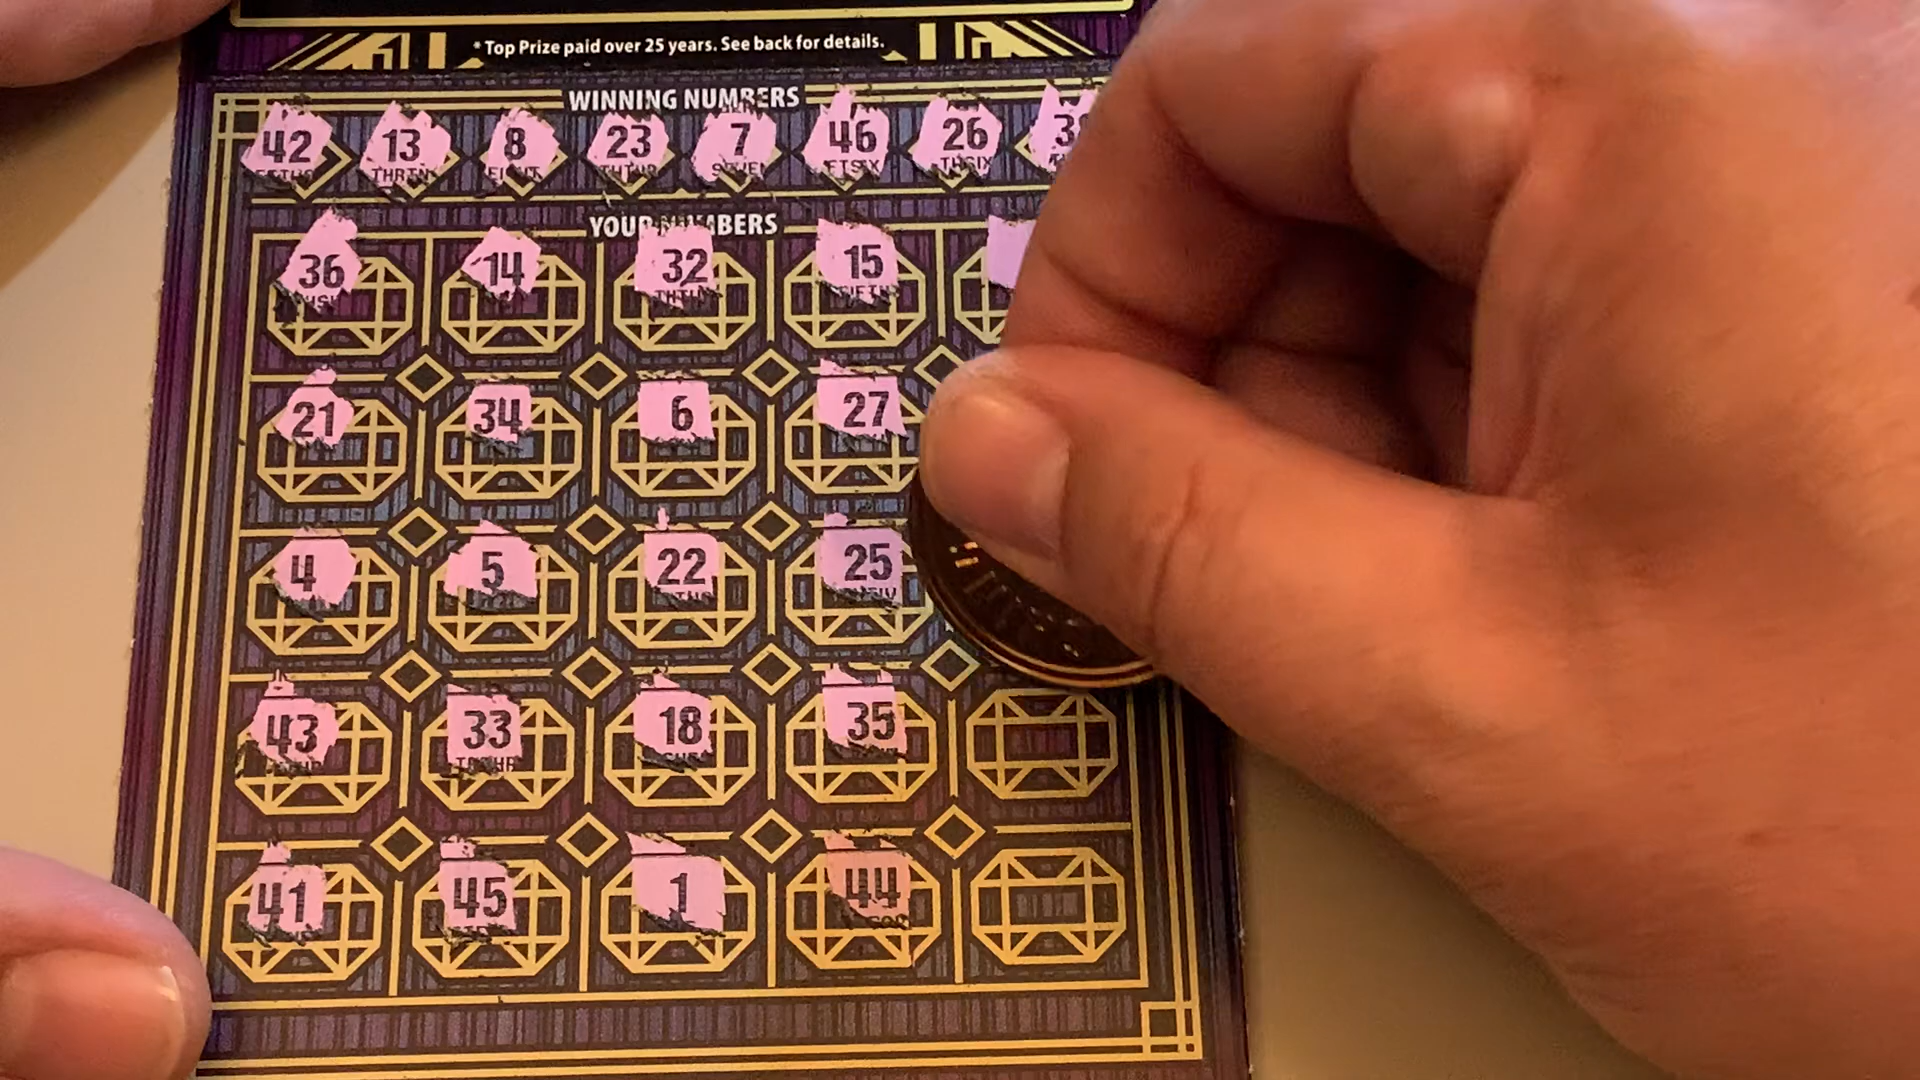 * Top Prize paid over 25 years. See back for details.
WINNING NUMBERS
42 13 8 23 7 46 26
THRTN
YOUR NUMBERS
36 14 32 15
21 34 6 27
4 5 22 25
43 33 18 35
41 45 1 44